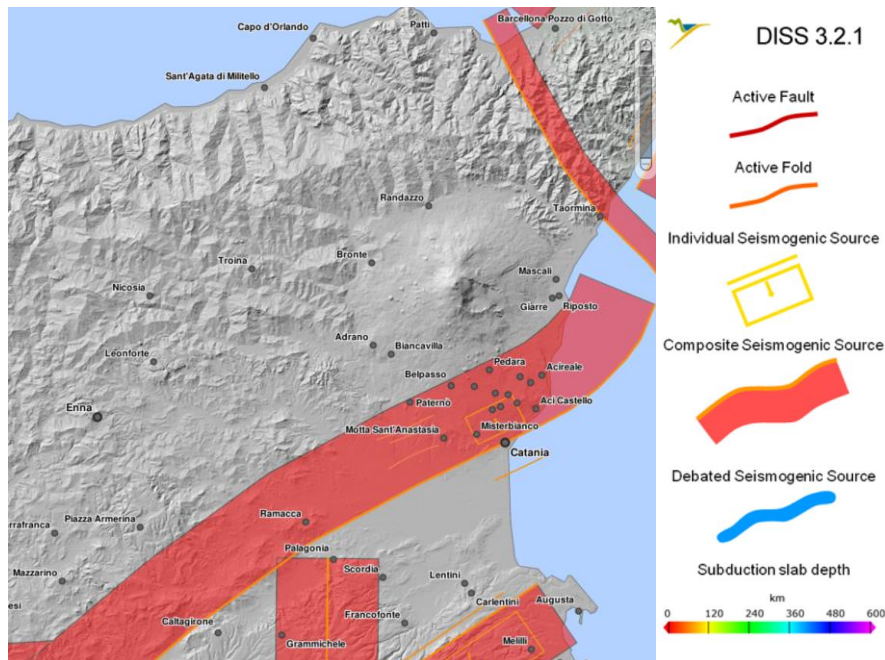 Barcellona Pozzo di Gotto
Patti
Capo d'Orlando
Sant'Agata di Militello
Randazzo
Taormina
Troina
Bronte
Mascali
Nicosia
Giarre
Riposto
Adrano
Biancavilla
Leonforte
Pedara
Acireale
Belpasso
Enna
Paternò
Aci Castello
Motta Sant'Anastasia
Misterbianco
Catania
Ramacca
Piazza Armerina
rrafranca
Palagonia
Scordia
Mazzarino
Lentini
Carlentini
Augusta
esi
Caltagirone
Francofonte
Grammichele
Melilli
DISS 3.2.1
Active Fault
Active Fold
Individual Seismogenic Source
Composite Seismogenic Source
Debated Seismogenic Source
Subduction slab depth
km
0 120 240 360 480 600